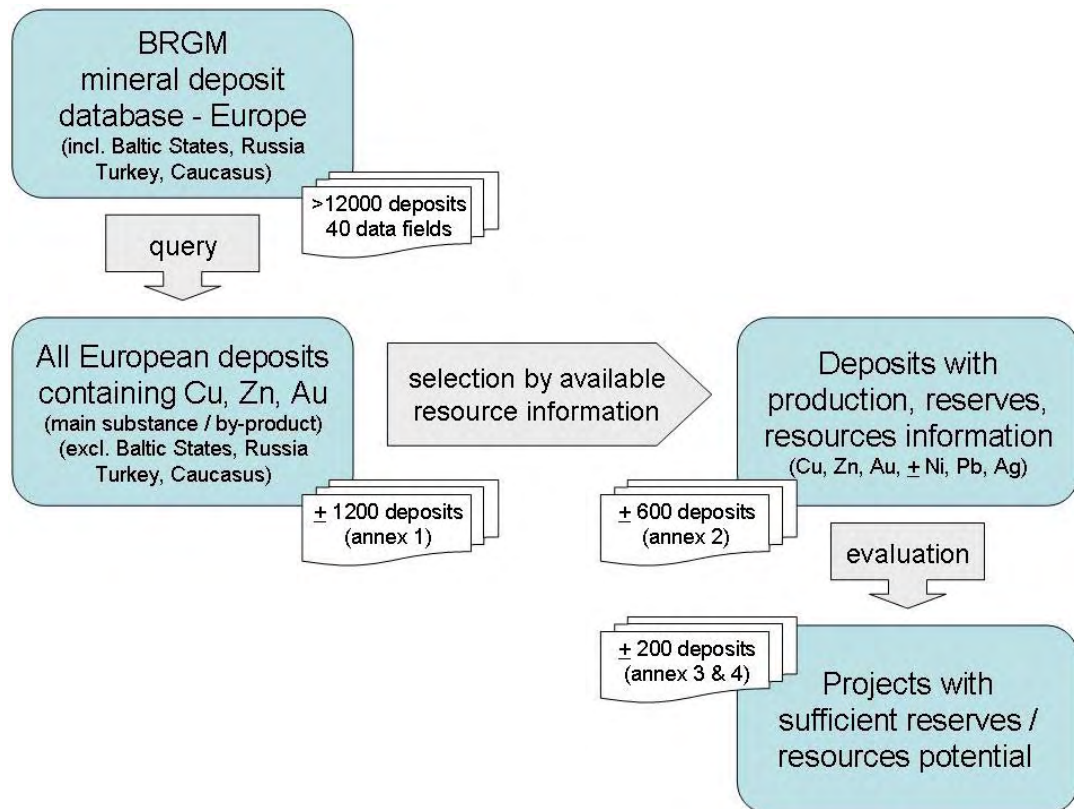 BRGM
mineral deposit
database - Europe
(incl. Baltic States, Russia
Turkey, Caucasus)
>12000 deposits
40 data fields
query
All European deposits
containing Cu, Zn, Au
(main substance / by-product)
(excl. Baltic States, Russia
Turkey, Caucasus)
± 1200 deposits
(annex 1)
selection by available
resource information
Deposits with
production, reserves,
resources information
(Cu, Zn, Au, ± Ni, Pb, Ag)
± 600 deposits
(annex 2)
evaluation
± 200 deposits
(annex 3 & 4)
Projects with
sufficient reserves /
resources potential